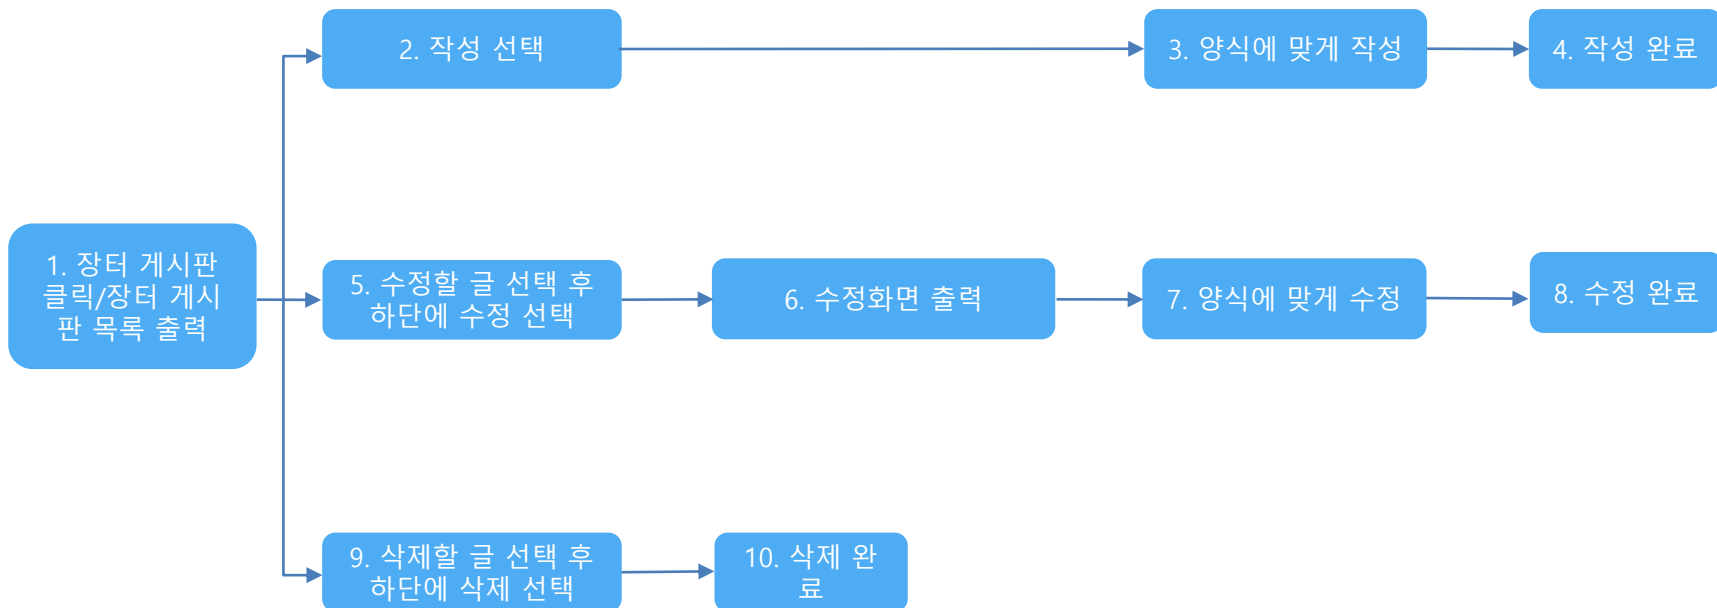 2. 작성 선택
3. 양식에 맞게 작성
4. 작성 완료
1. 장터 게시판
클릭/장터 게시
판 목록 출력
5. 수정할 글 선택 후
하단에 수정 선택
6. 수정화면 출력
7. 양식에 맞게 수정
8. 수정 완료
9. 삭제할 글 선택 후
하단에 삭제 선택
10. 삭제 완
료